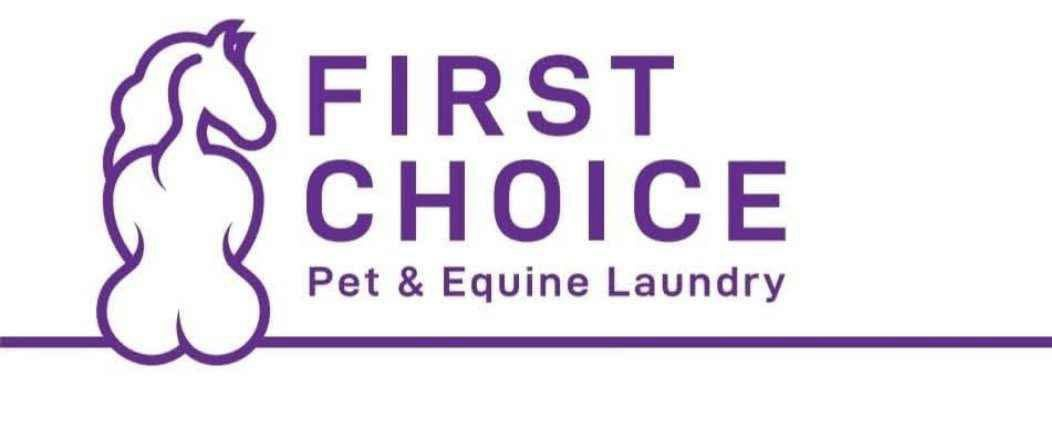 FIRST
CHOICE
Pet & Equine Laundry